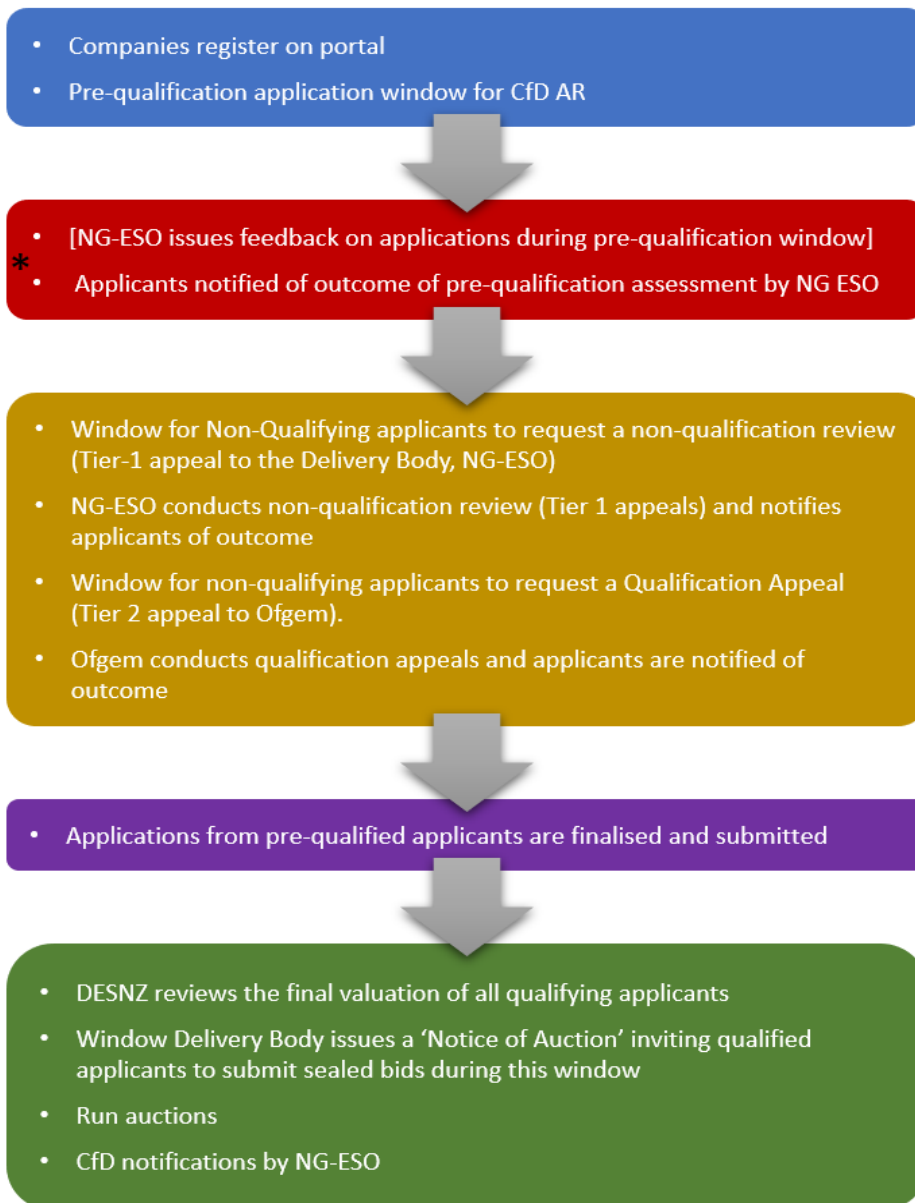 • Companies register on portal
• Pre-qualification application window for CfD AR
• [NG-ESO issues feedback on applications during pre-qualification window]
*
• Applicants notified of outcome of pre-qualification assessment by NG ESO
• Window for Non-Qualifying applicants to request a non-qualification review
(Tier-1 appeal to the Delivery Body, NG-ESO)
• NG-ESO conducts non-qualification review (Tier 1 appeals) and notifies
applicants of outcome
• Window for non-qualifying applicants to request a Qualification Appeal
(Tier 2 appeal to Ofgem).
• Ofgem conducts qualification appeals and applicants are notified of
outcome
• Applications from pre-qualified applicants are finalised and submitted
• DESNZ reviews the final valuation of all qualifying applicants
• Window Delivery Body issues a ‘Notice of Auction’ inviting qualified
applicants to submit sealed bids during this window
• Run auctions
• CfD notifications by NG-ESO